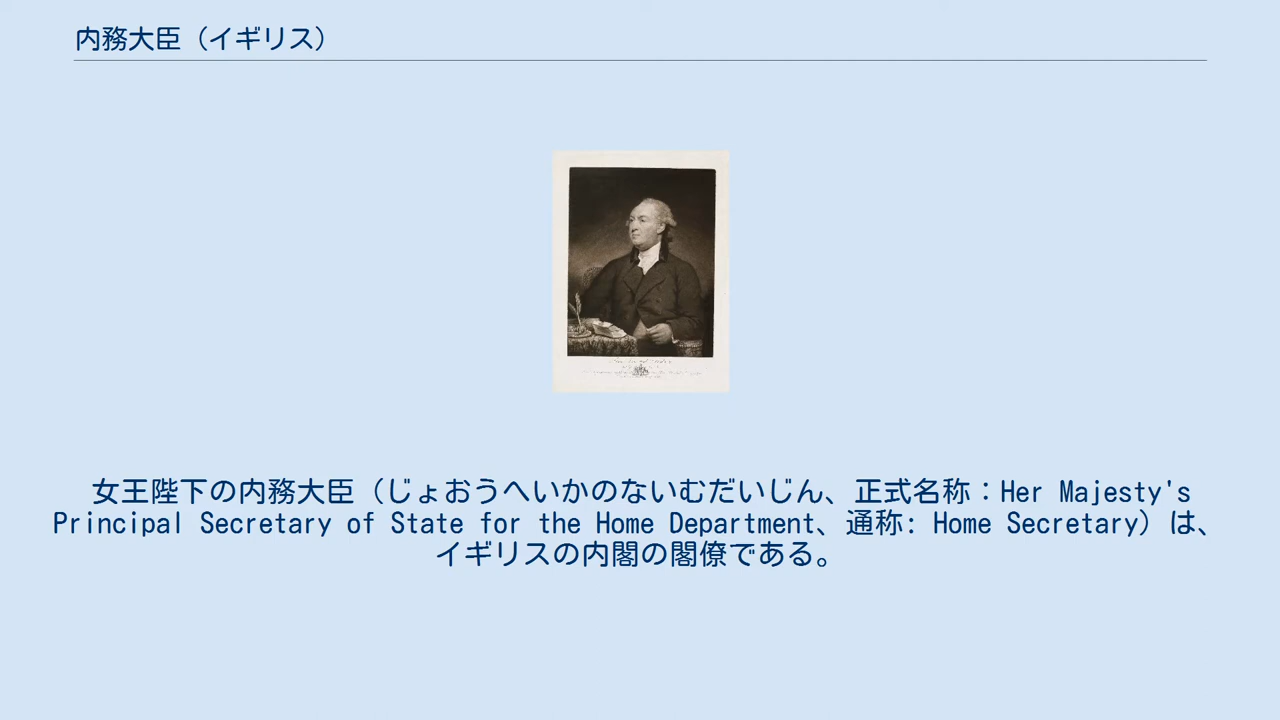 内務大臣（イギリス）
女王陛下の内務大臣（じょおうへいかのないむだいじん、正式名称：Her Majesty's
Principal Secretary of State for the Home Department、通称: Home Secretary）は、
イギリスの内閣の閣僚である。